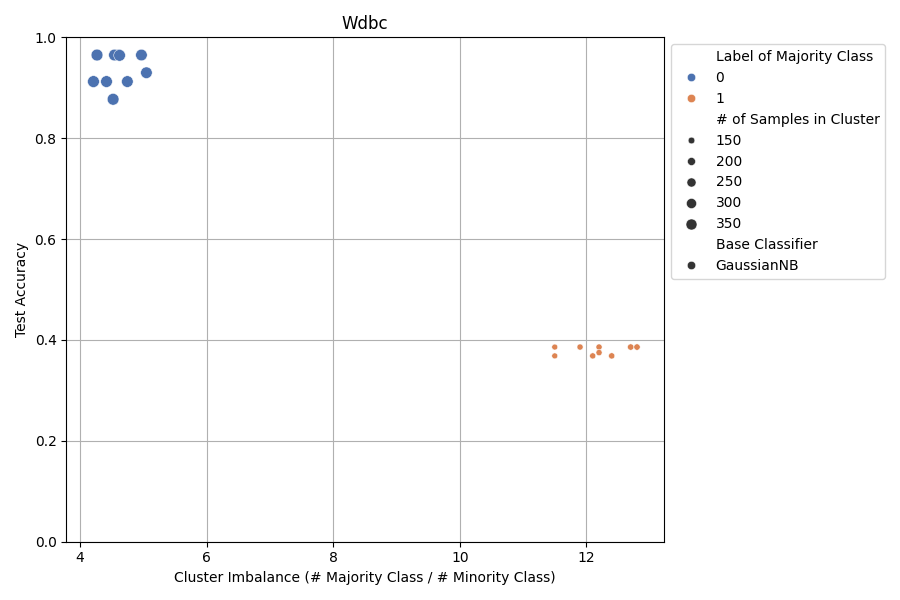 Wdbc
1.0
0.8
0.6
0.4
0.2
0.0
Test Accuracy
4
6
8
10
12
Cluster Imbalance (# Majority Class / # Minority Class)
Label of Majority Class
0
1
# of Samples in Cluster
150
200
250
300
350
Base Classifier
GaussianNB